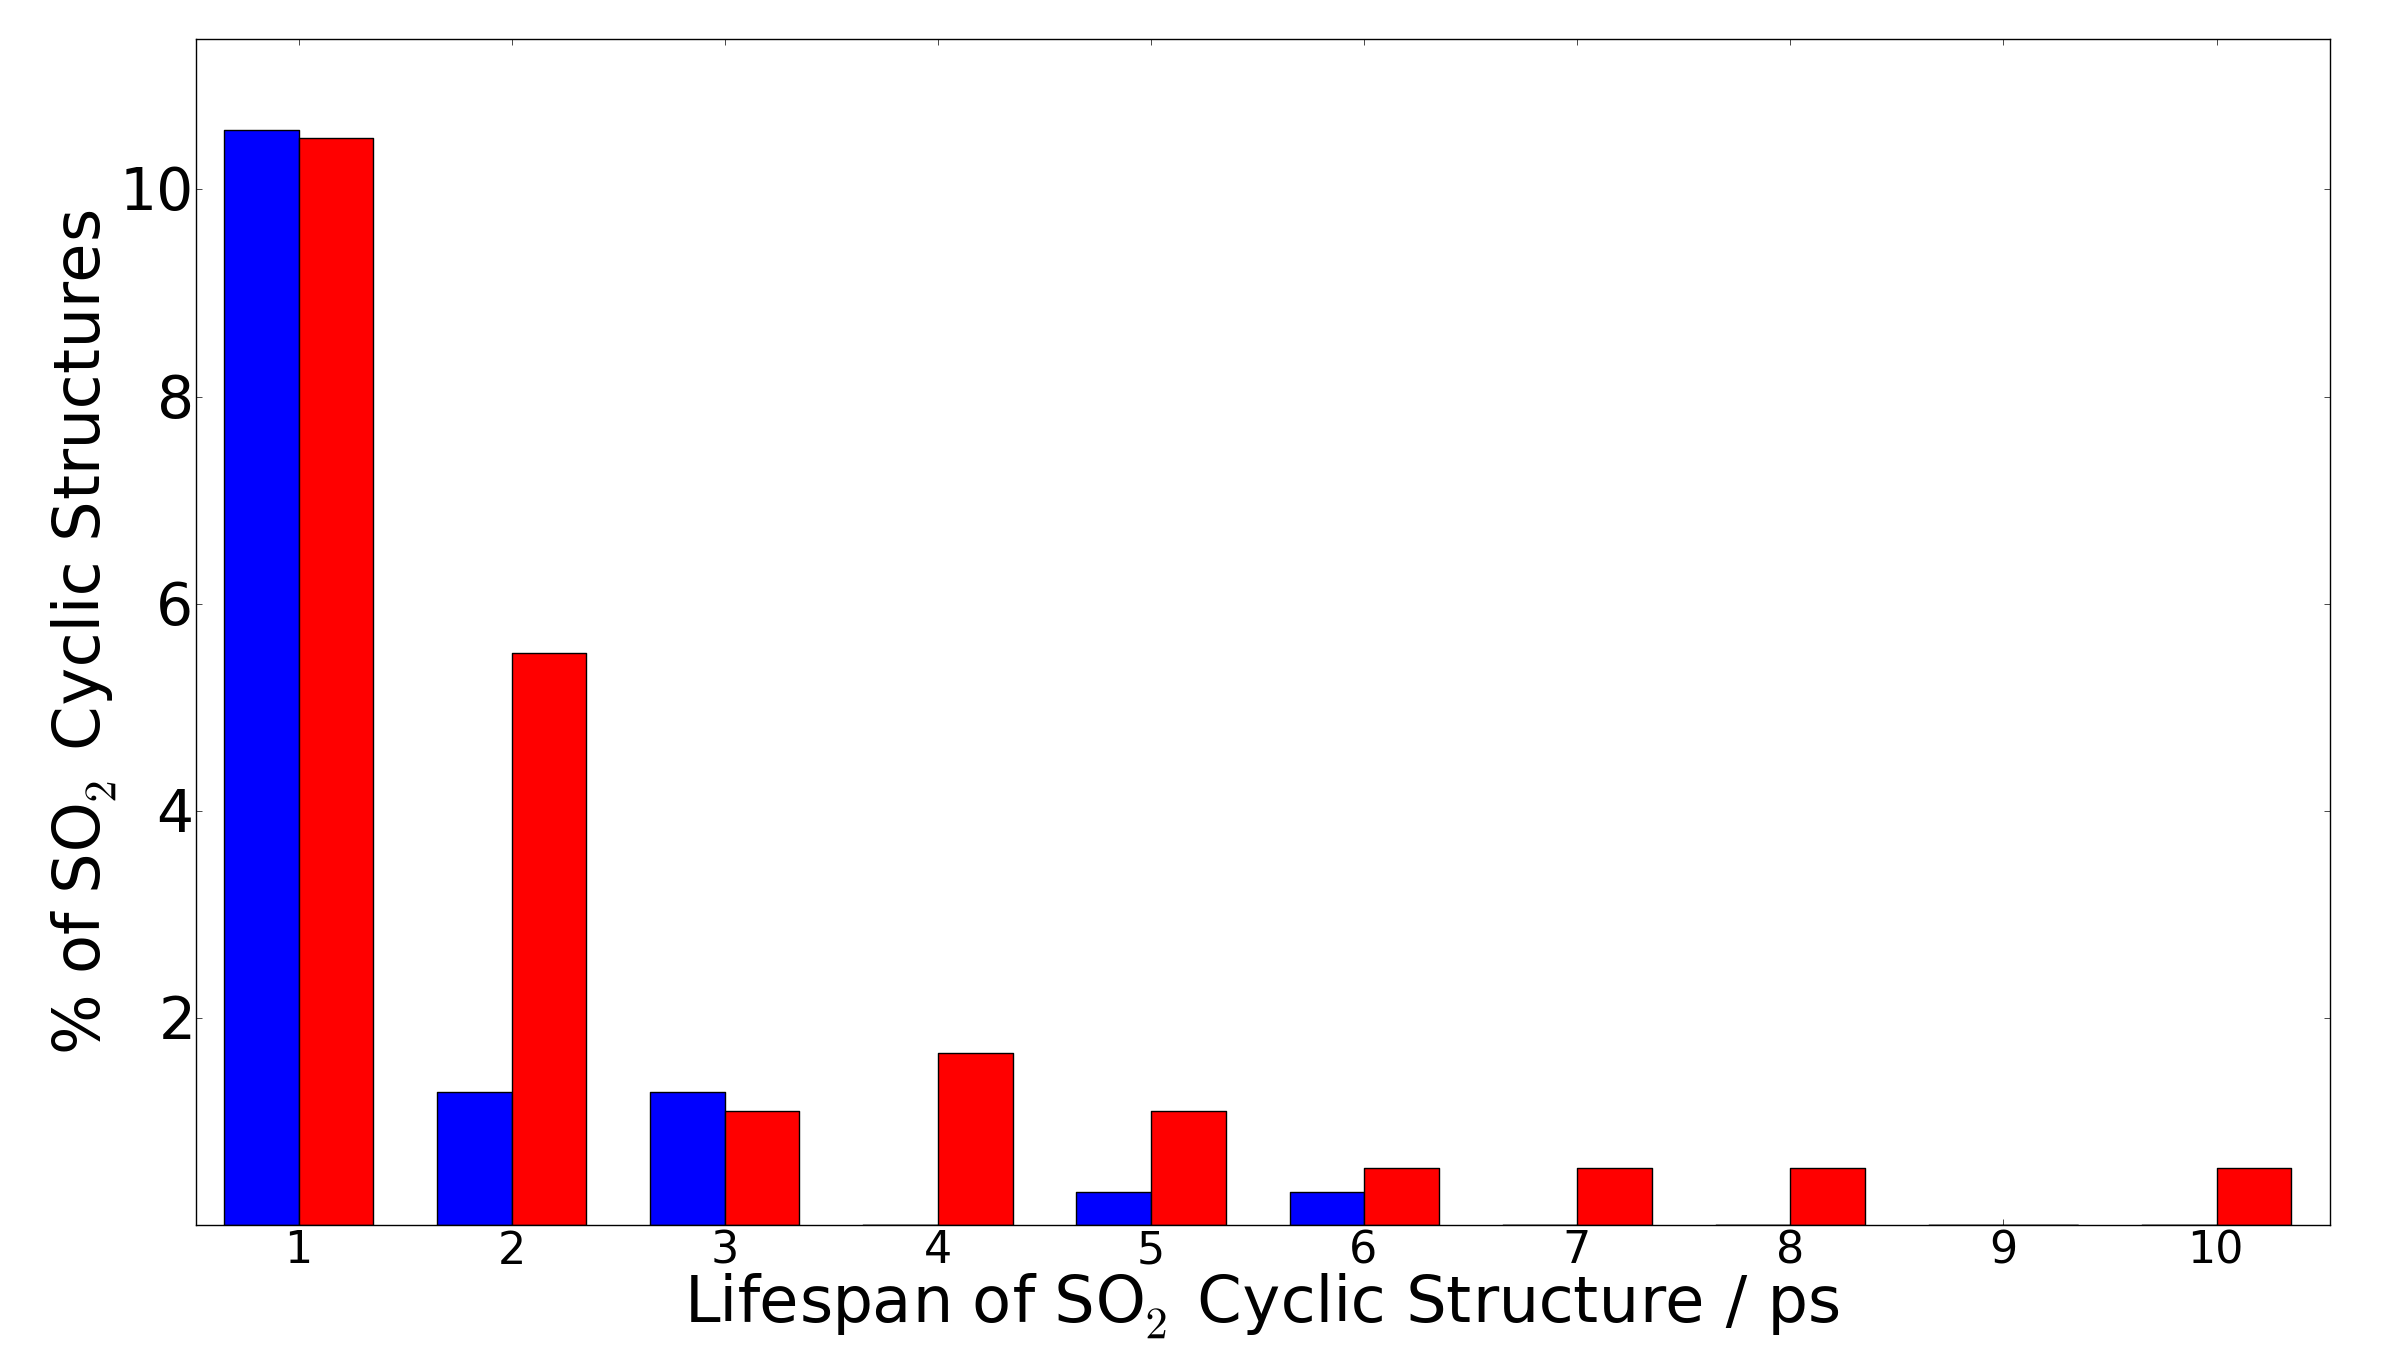 % of SO₂ Cyclic Structures
10
8
6
4
2
1 2 3 4 5 6 7 8 9 10
Lifespan of SO₂ Cyclic Structure / ps